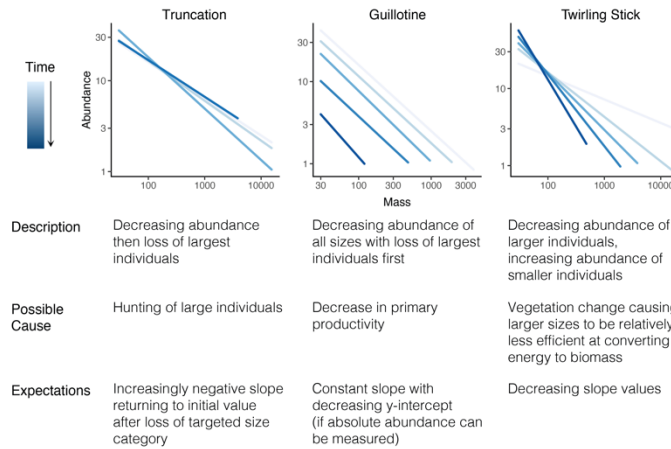 Truncation
Guillotine
Twirling Stick
Time
Abundance
30
10
3
1
100
1000
15000
30
10
3
1
30
100
300
1000
3000
Mass
30
10
3
1
100
1000
15000
Description
Decreasing abundance
then loss of largest
individuals
Decreasing abundance of
all sizes with loss of largest
individuals first
Decreasing abundance of
larger individuals,
increasing abundance of
smaller individuals
Possible
Cause
Hunting of large individuals
Decrease in primary
productivity
Vegetation change causing
larger sizes to be relatively
less efficient at converting
energy to biomass
Expectations
Increasingly negative slope
returning to initial value
after loss of targeted size
category
Constant slope with
decreasing y-intercept
(if absolute abundance can
be measured)
Decreasing slope values